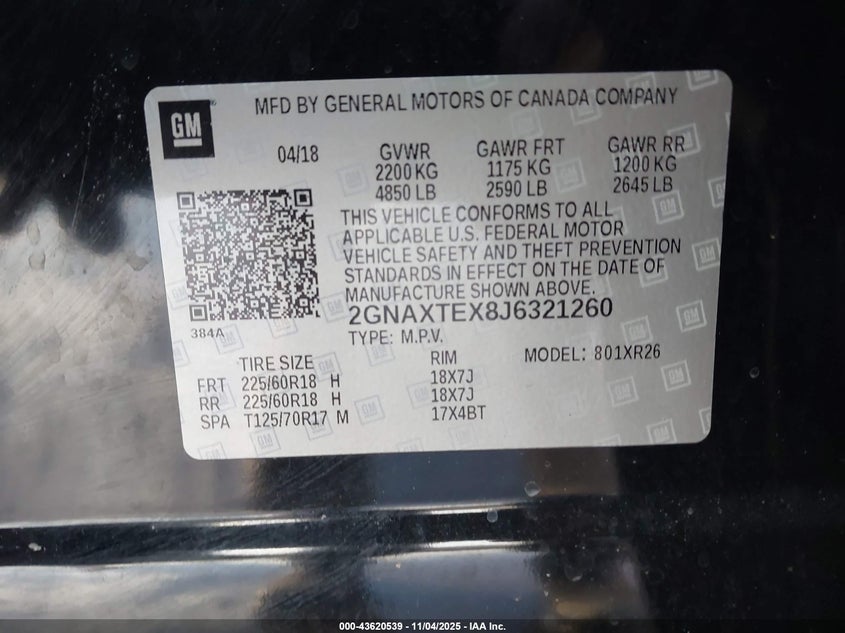 GM
MFD BY GENERAL MOTORS OF CANADA COMPANY
04/18
GVWR GAWR FRT GAWR RR
2200 KG 1175 KG 1200 KG
4850 LB 2590 LB 2645 LB
THIS VEHICLE CONFORMS TO ALL
APPLICABLE U.S. FEDERAL MOTOR
VEHICLE SAFETY AND THEFT PREVENTION
STANDARDS IN EFFECT ON THE DATE OF
MANUFACTURE SHOWN ABOVE.
384A
2GNAXTEX8J6321260
TYPE: M.P.V.
TIRE SIZE RIM MODEL: 801XR26
FRT 225/60R18 H 18X7J
RR 225/60R18 H 18X7J
SPA T125/70R17 M 17X4BT
000-43620539 - 11/04/2025 - IAA Inc.